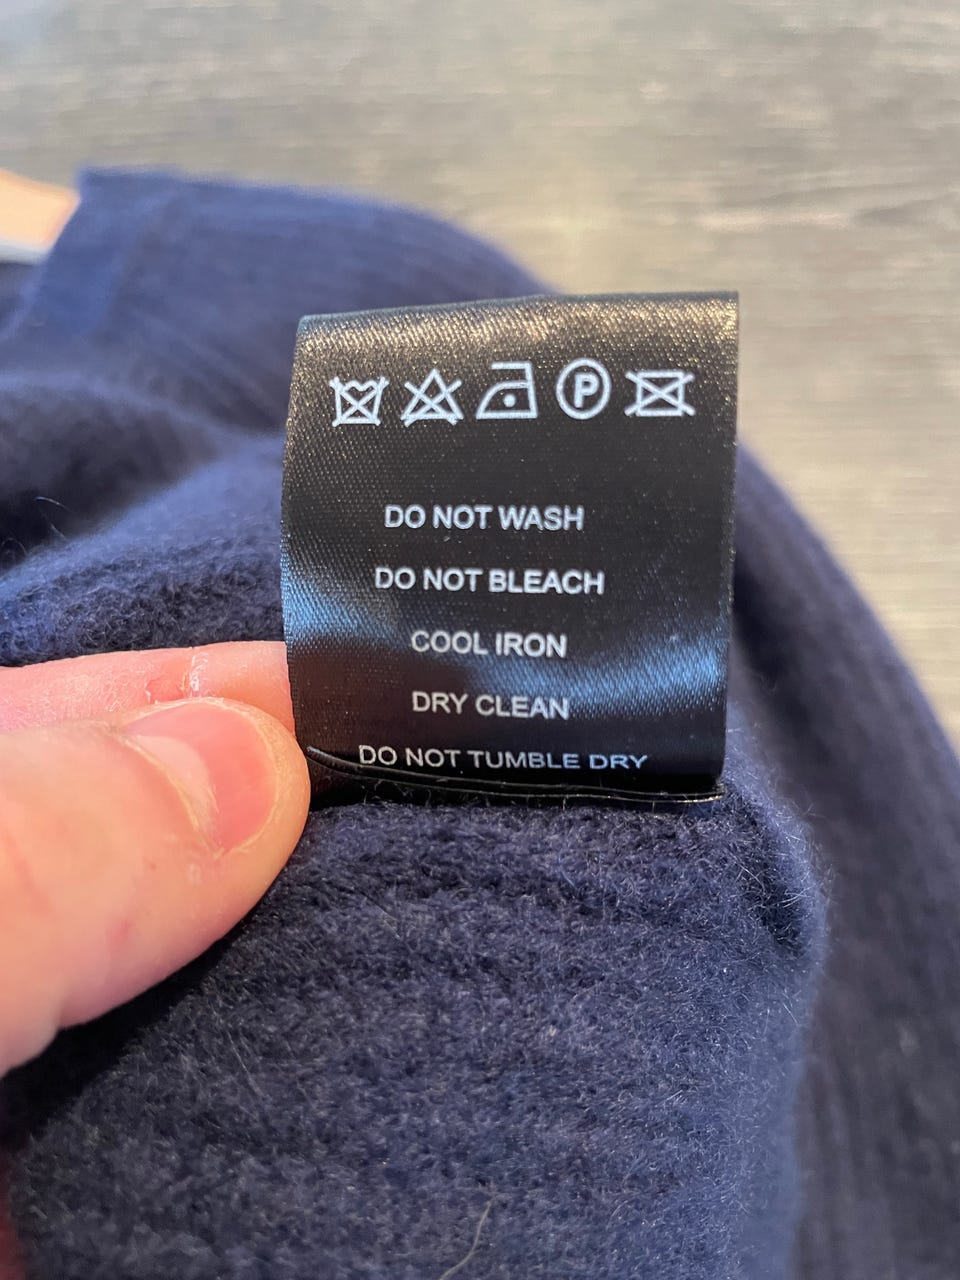 P
DO NOT WASH
DO NOT BLEACH
COOL IRON
DRY CLEAN
DO NOT TUMBLE DRY